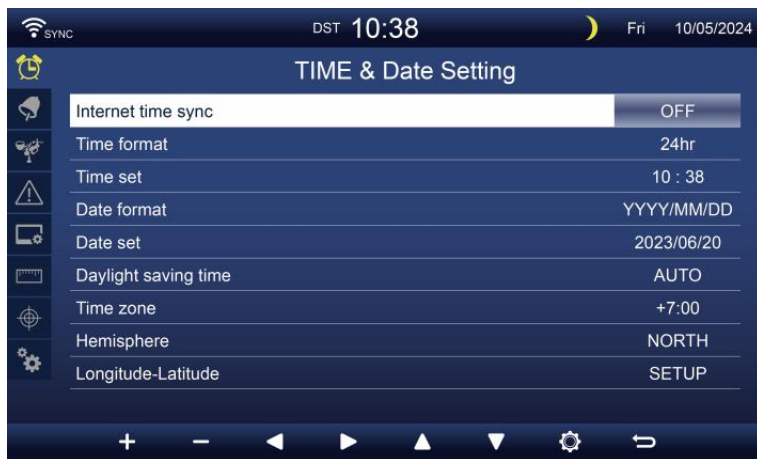 SYNC DST 10:38 Fri 10/05/2024
TIME & Date Setting
Internet time sync OFF
Time format 24hr
Time set 10 : 38
Date format YYYY/MM/DD
Date set 2023/06/20
Daylight saving time AUTO
Time zone +7:00
Hemisphere NORTH
Longitude-Latitude SETUP